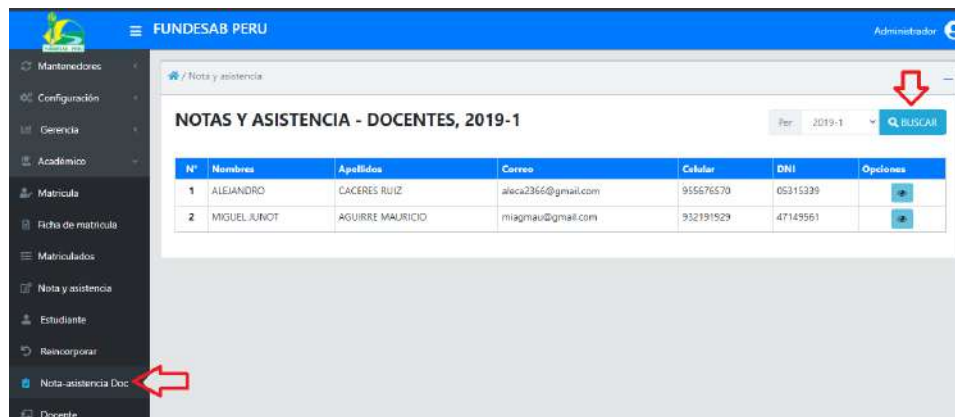 FUNDESAB PERU
Administrador
FUNDESAB PERU
Mantenedores
Configuración
Gerencia
Académico
Matricula
Ficha de matricula
Matriculados
Nota y asistencia
Estudiante
Reincorporar
Nota-asistencia Doc
Docente
/ Nota y asistencia
NOTAS Y ASISTENCIA - DOCENTES, 2019-1
Per 2019-1 BUSCAR
N° Nombres Apellidos Correo Celular DNI Opciones
1 ALEJANDRO CACERES RUIZ aleca2366@gmail.com 955676570 05315339
2 MIGUEL JUNOT AGUIRRE MAURICIO miagmau@gmail.com 932191929 47149561